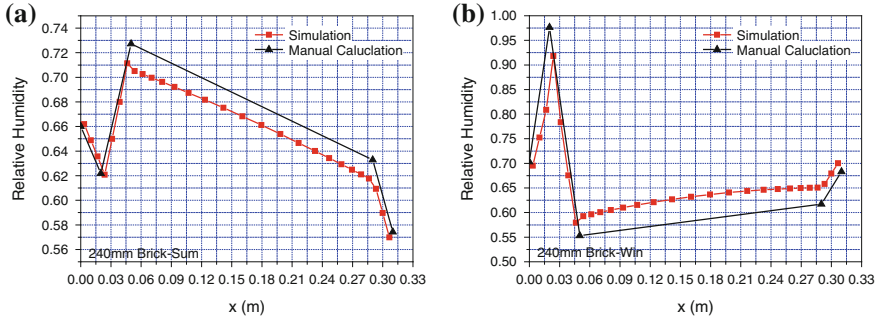 (a)
Relative Humidity
0.74
0.72
0.70
0.68
0.66
0.64
0.62
0.60
0.58
0.56
Simulation
Manual Caluclation
240mm Brick-Sum
0.00 0.03 0.06 0.09 0.12 0.15 0.18 0.21 0.24 0.27 0.30 0.33
x (m)
(b)
Relative Humidity
1.00
0.95
0.90
0.85
0.80
0.75
0.70
0.65
0.60
0.55
0.50
Simulation
Manual Caluclation
240mm Brick-Win
0.00 0.03 0.06 0.09 0.12 0.15 0.18 0.21 0.24 0.27 0.30 0.33
x (m)